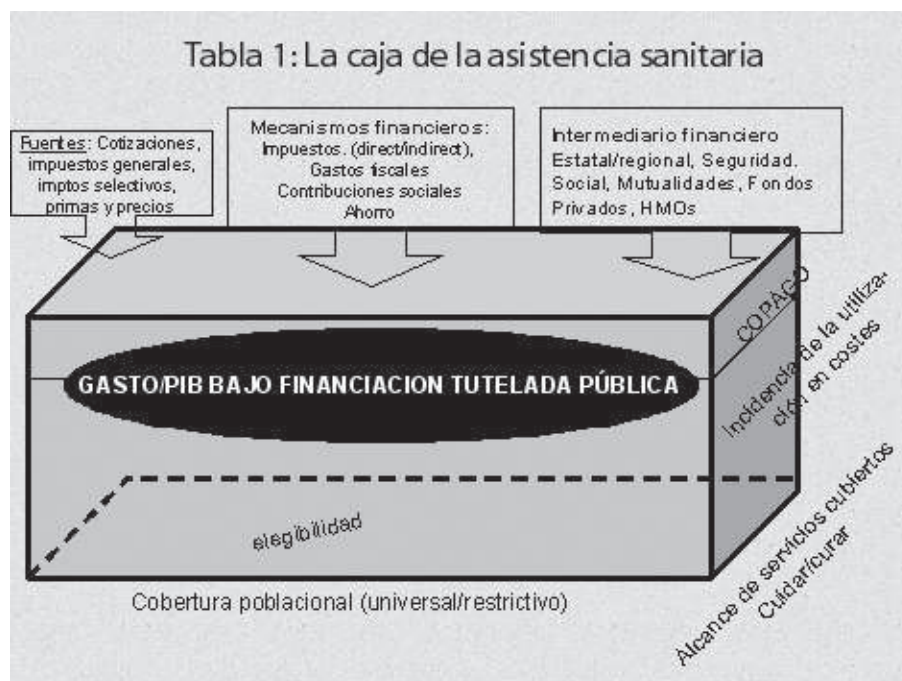 Tabla 1: La caja de la asistencia sanitaria
Fuentes: Cotizaciones,
impuestos generales,
imptos selectivos,
primas y precios
Mecanismos financieros:
Impuestos. (direct/indirect),
Gastos fiscales
Contribuciones sociales
Ahorro
Intermediario financiero
Estatal/regional, Seguridad.
Social, Mutualidades, Fondos
Privados, HMOs
COPAGO
Incidencia de la utiliza-
ción en costes
GASTO/PIB BAJO FINANCIACION TUTELADA PÚBLICA
elegibilidad
Alcance de servicios cubiertos
Cuidar/curar
Cobertura poblacional (universal/restrictivo)